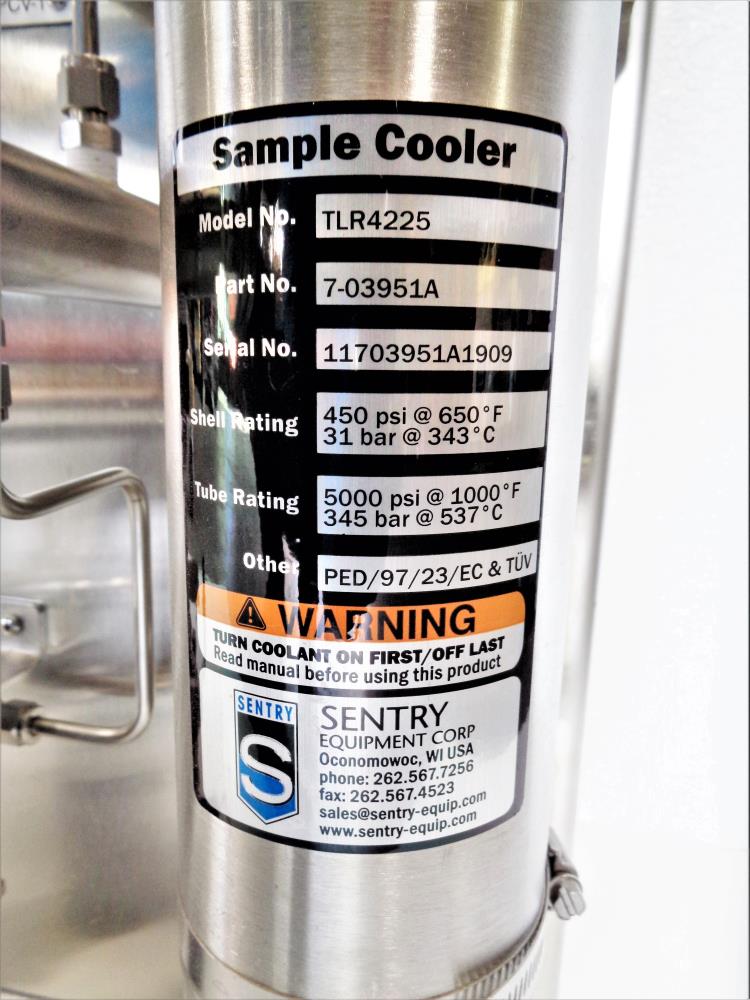 Sample Cooler
Model No. TLR4225
Part No. 7-03951A
Serial No. 11703951A1909
Shell Rating 450 psi @ 650°F
31 bar @ 343°C
Tube Rating 5000 psi @ 1000°F
345 bar @ 537°C
Other PED/97/23/EC & TÜV
WARNING
TURN COOLANT ON FIRST/OFF LAST
Read manual before using this product
SENTRY
S
SENTRY
EQUIPMENT CORP
Oconomowoc, WI USA
phone: 262.567.7256
fax: 262.567.4523
sales@sentry-equip.com
www.sentry-equip.com